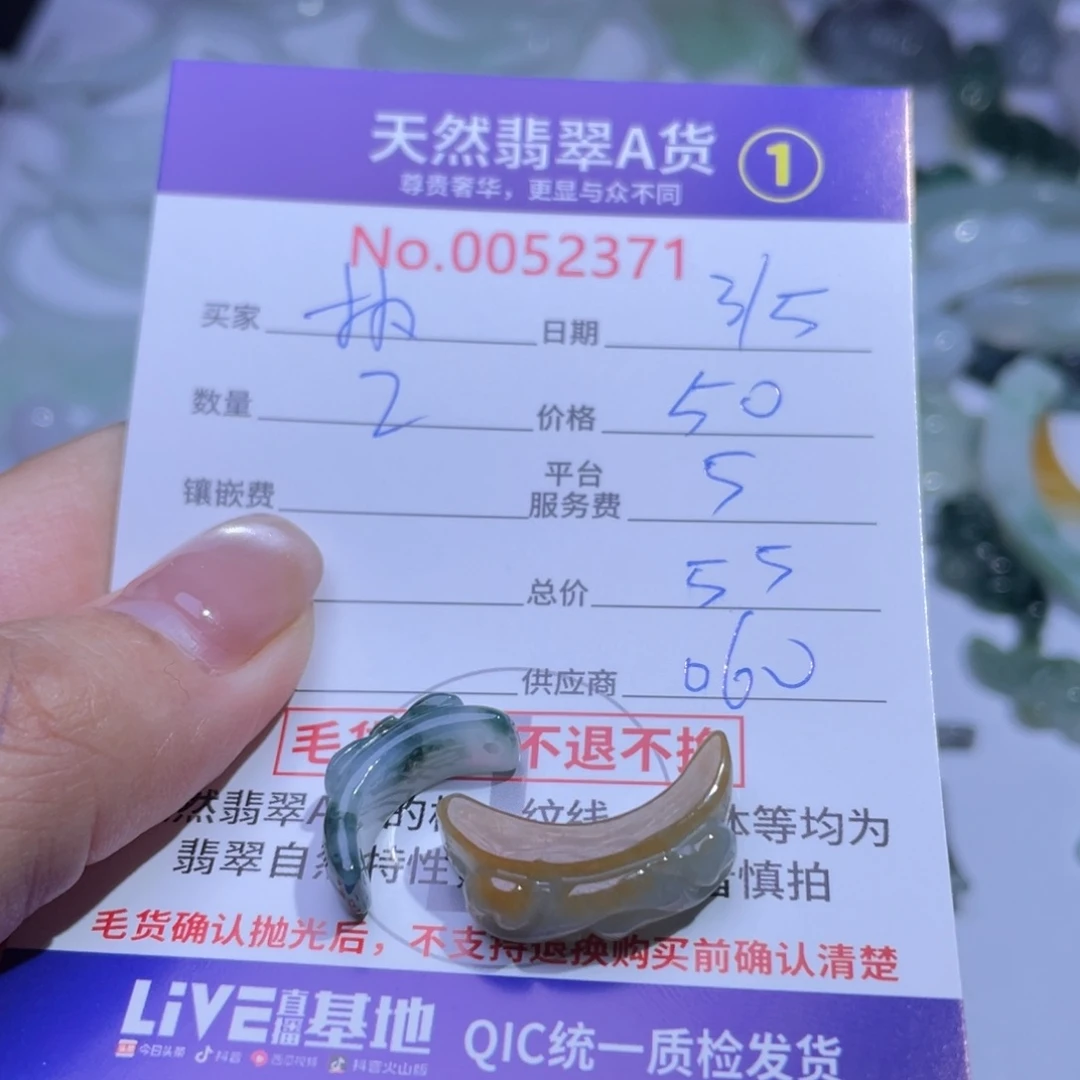 天然翡翠A货 1
尊贵奢华，更显与众不同
No.0052371
买家 日期 3/5
数量 2 价格 50
镶嵌费 平台服务费 5
总价 55
供应商 060
毛 不退不
然翡翠A 的 纹线 体等均为
翡翠自然特性， 慎拍
毛货确认抛光后，不支持退换购买前确认清楚
LiVE直播基地 QIC统一质检发货
今日头条 抖音 西瓜视频 抖音火山版